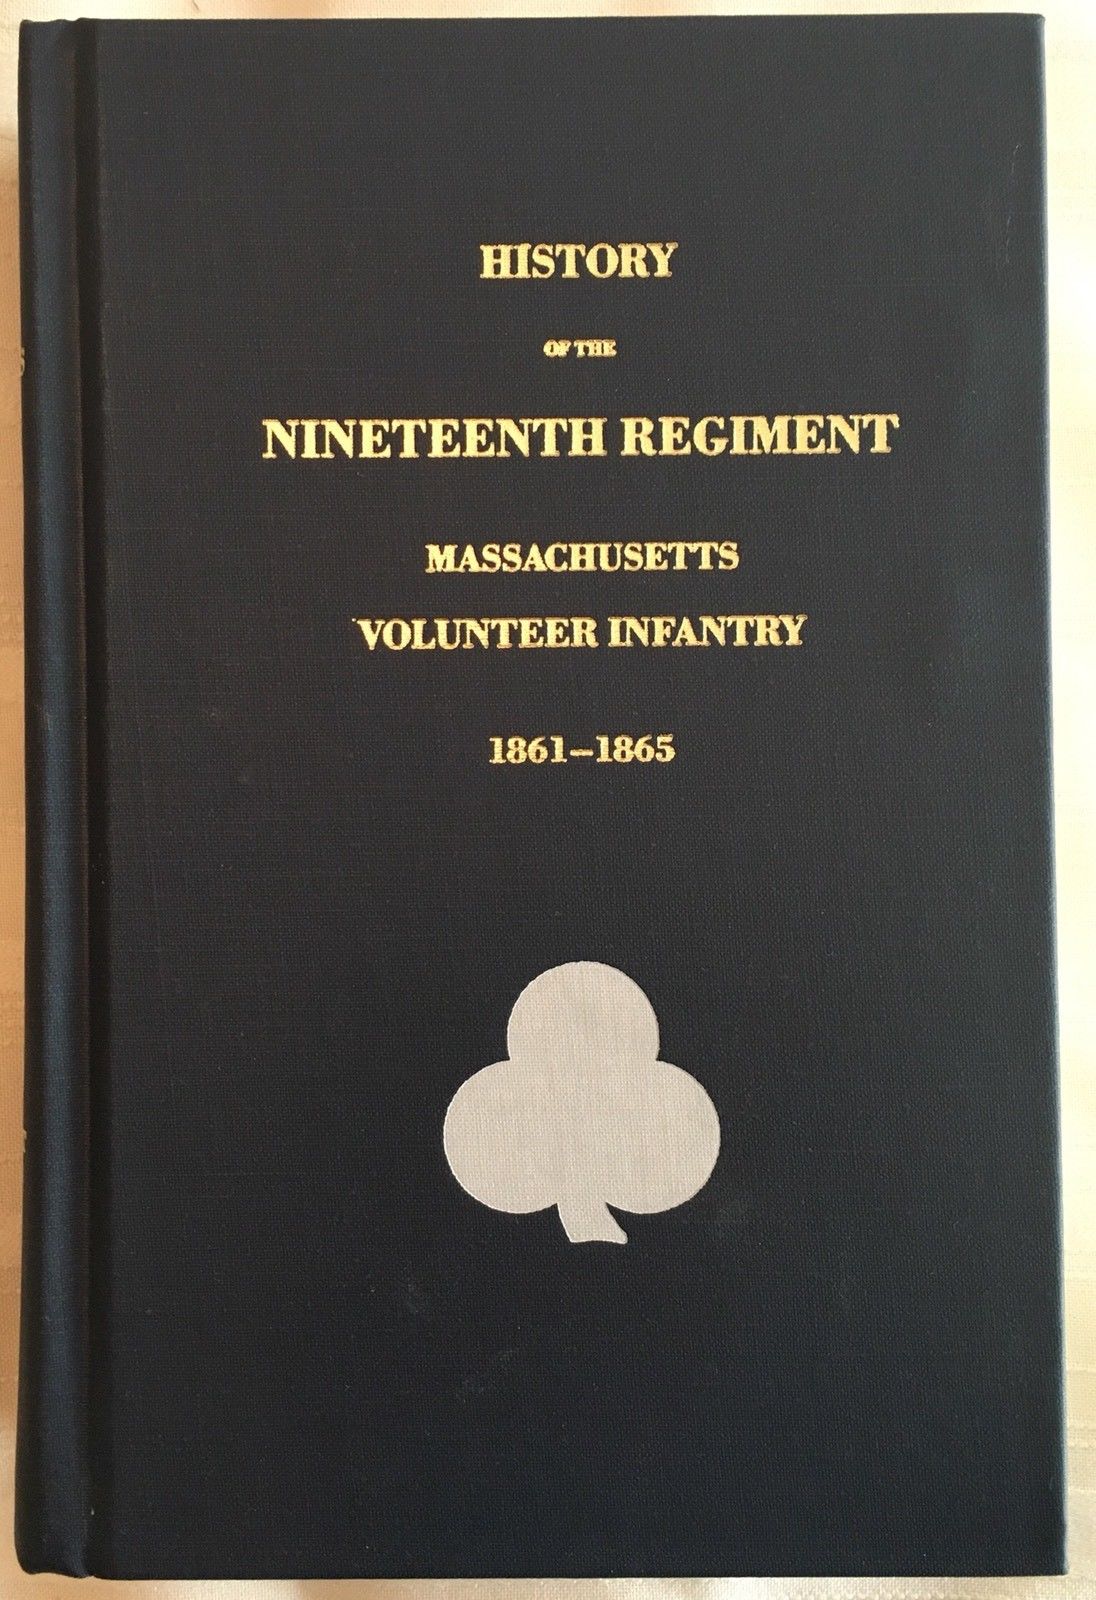 HISTORY
OF THE
NINETEENTH REGIMENT
MASSACHUSETTS
VOLUNTEER INFANTRY
1861–1865